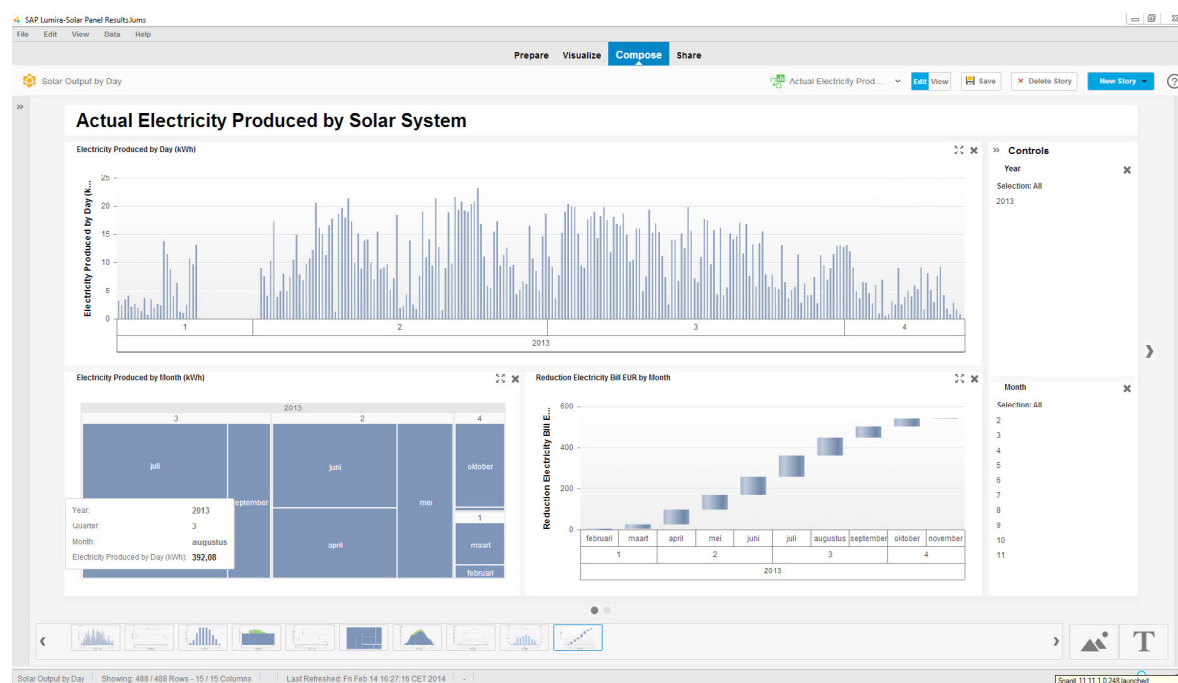 SAP Lumira-Solar Panel Results.lums
File Edit View Data Help
Prepare Visualize Compose Share
Solar Output by Day
Actual Electricity Prod...
Edit View
Save
× Delete Story
New Story
?
Actual Electricity Produced by Solar System
Electricity Produced by Day (kWh)
Electricity Produced by Day (k...
25
20
15
10
5
0
1 2 3 4
2013
Controls
Year
Selection: All
2013
Electricity Produced by Month (kWh)
2013
3 2 4
juli
juni
oktober
eptember
mei
april
1
maart
februari
Year: 2013
Quarter: 3
Month: augustus
Electricity Produced by Day (kWh): 392,08
Reduction Electricity Bill EUR by Month
Reduction Electricity Bill E...
600
400
200
0
februari maart april mei juni juli augustus september oktober november
1 2 3 4
2013
Month
Selection: All
2
3
4
5
6
7
8
9
10
11
T
Solar Output by Day Showing: 488 / 488 Rows - 15 / 15 Columns Last Refreshed: Fri Feb 14 16:27:16 CET 2014 -
Snagit 11.11.1.0.248 launched